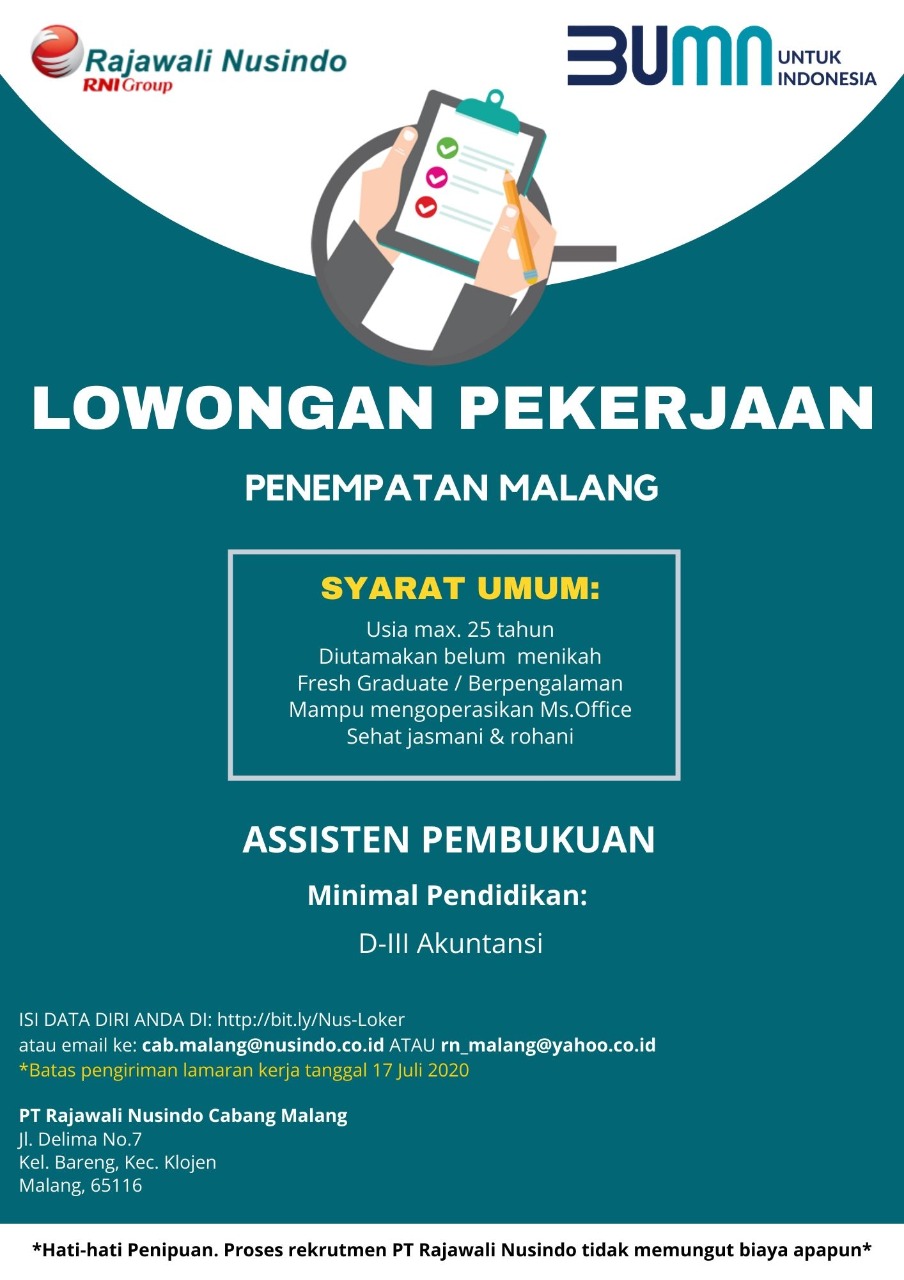 Rajawali Nusindo
RNI Group
BUMN UNTUK
INDONESIA
LOWONGAN PEKERJAAN
PENEMPATAN MALANG
SYARAT UMUM:
Usia max. 25 tahun
Diutamakan belum menikah
Fresh Graduate / Berpengalaman
Mampu mengoperasikan Ms.Office
Sehat jasmani & rohani
ASSISTEN PEMBUKUAN
Minimal Pendidikan:
D-III Akuntansi
ISI DATA DIRI ANDA DI: http://bit.ly/Nus-Loker
atau email ke: cab.malang@nusindo.co.id ATAU rn_malang@yahoo.co.id
*Batas pengiriman lamaran kerja tanggal 17 Juli 2020
PT Rajawali Nusindo Cabang Malang
Jl. Delima No.7
Kel. Bareng, Kec. Klojen
Malang, 65116
*Hati-hati Penipuan. Proses rekrutmen PT Rajawali Nusindo tidak memungut biaya apapun*